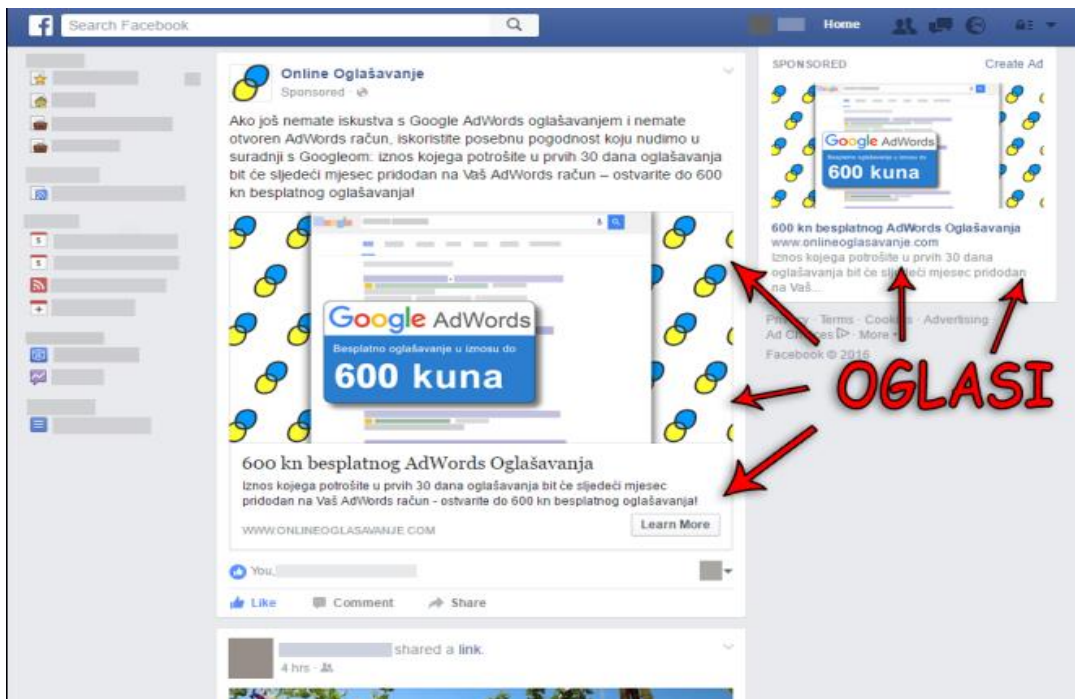 Search Facebook
Home
Online Oglašavanje
Sponsored ·
Ako još nemate iskustva s Google AdWords oglašavanjem i nemate
otvoren AdWords račun, iskoristite posebnu pogodnost koju nudimo u
suradnji s Googleom: iznos kojega potrošite u prvih 30 dana oglašavanja
bit će sljedeći mjesec pridodan na Vaš AdWords račun – ostvarite do 600
kn besplatnog oglašavanja!
Google
Google AdWords
Besplatno oglašavanje u iznosu do
600 kuna
600 kn besplatnog AdWords Oglašavanja
Iznos kojega potrošite u prvih 30 dana oglašavanja bit će sljedeći mjesec
pridodan na Vaš AdWords račun - ostvarite do 600 kn besplatnog oglašavanja!
WWW.ONLINEOGLASAVANJE.COM
Learn More
You,
Like Comment Share
shared a link.
4 hrs ·
SPONSORED Create Ad
Google
Google AdWords
Besplatno oglašavanje u iznosu do
600 kuna
600 kn besplatnog AdWords Oglašavanja
www.onlineoglasavanje.com
Iznos kojega potrošite u prvih 30 dana
oglašavanja bit će sljedeći mjesec pridodan
na Vaš...
Privacy · Terms · Cookies · Advertising ·
Ad Choices · More
Facebook © 2016
OGLASI